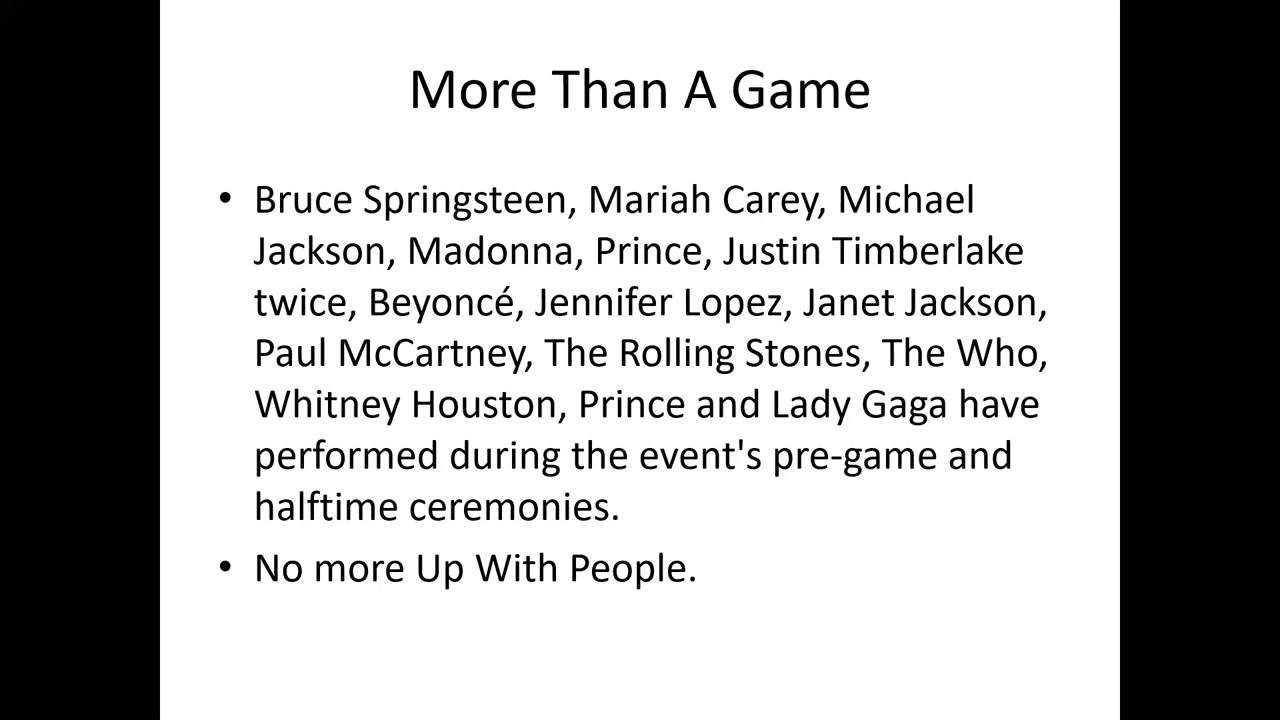 More Than A Game
• Bruce Springsteen, Mariah Carey, Michael
Jackson, Madonna, Prince, Justin Timberlake
twice, Beyoncé, Jennifer Lopez, Janet Jackson,
Paul McCartney, The Rolling Stones, The Who,
Whitney Houston, Prince and Lady Gaga have
performed during the event's pre-game and
halftime ceremonies.
• No more Up With People.